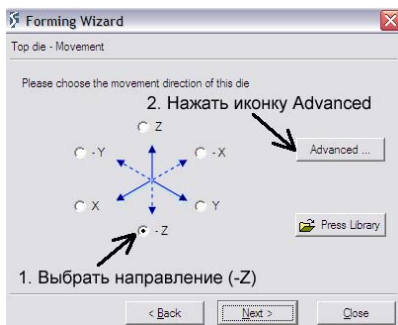 Forming Wizard
Top die - Movement
Please choose the movement direction of this die
2. Нажать иконку Advanced
Z
- Y
- X
Advanced ...
X
Y
- Z
Press Library
1. Выбрать направление (-Z)
< Back
Next >
Close